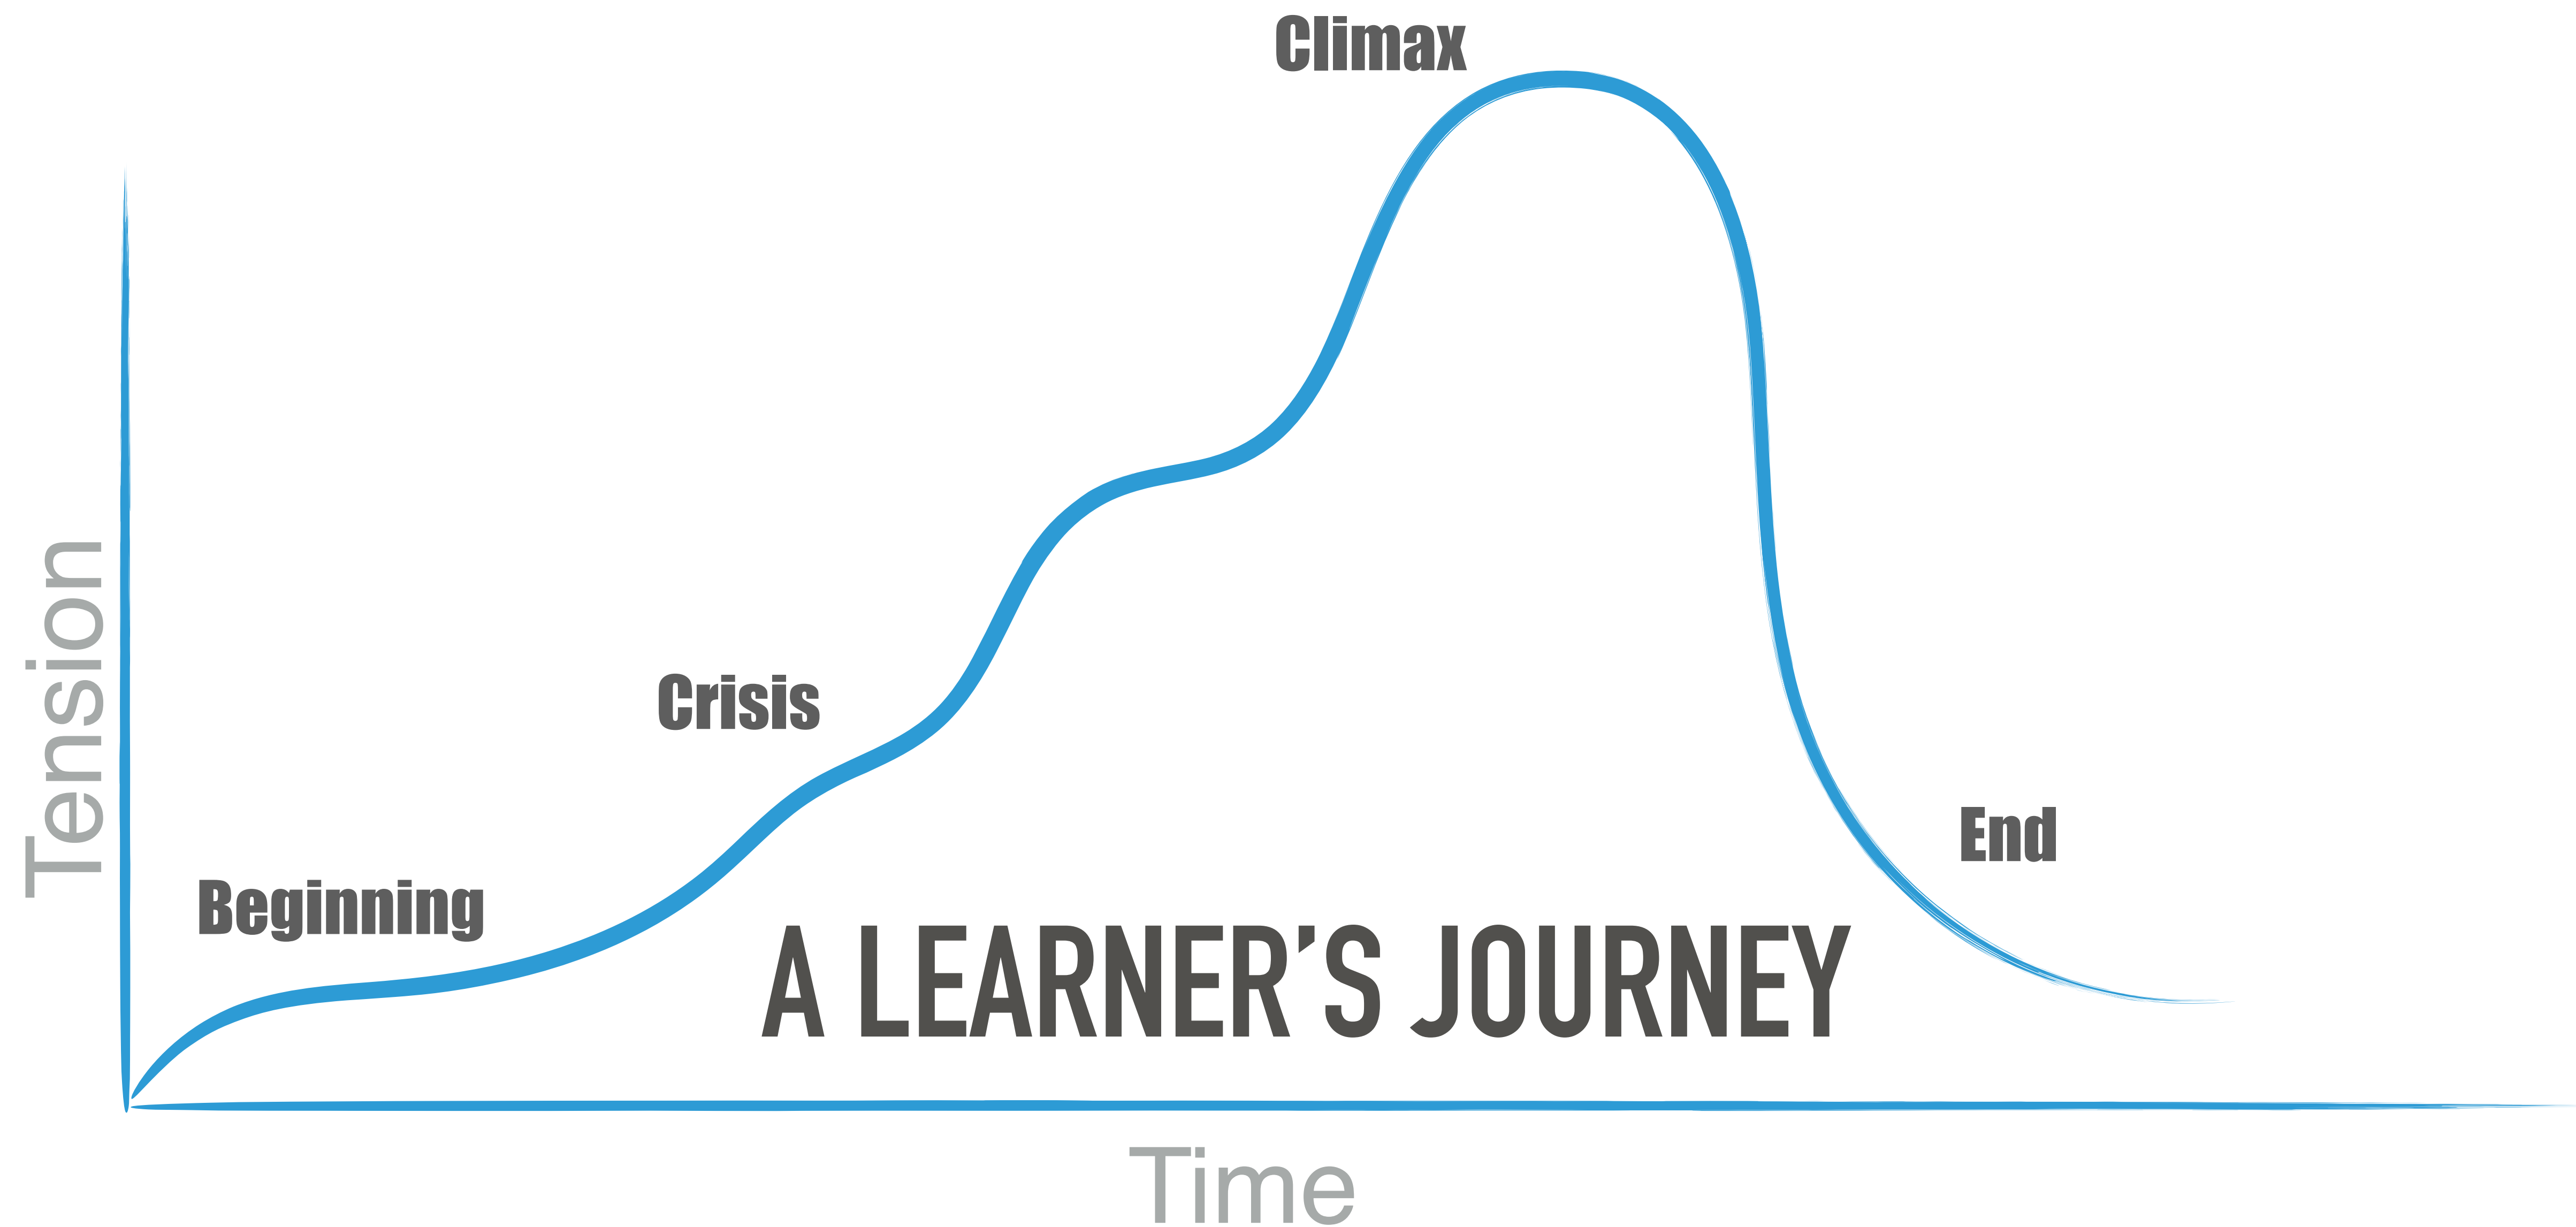 Climax
Tension
Crisis
Beginning
End
A LEARNER’S JOURNEY
Time